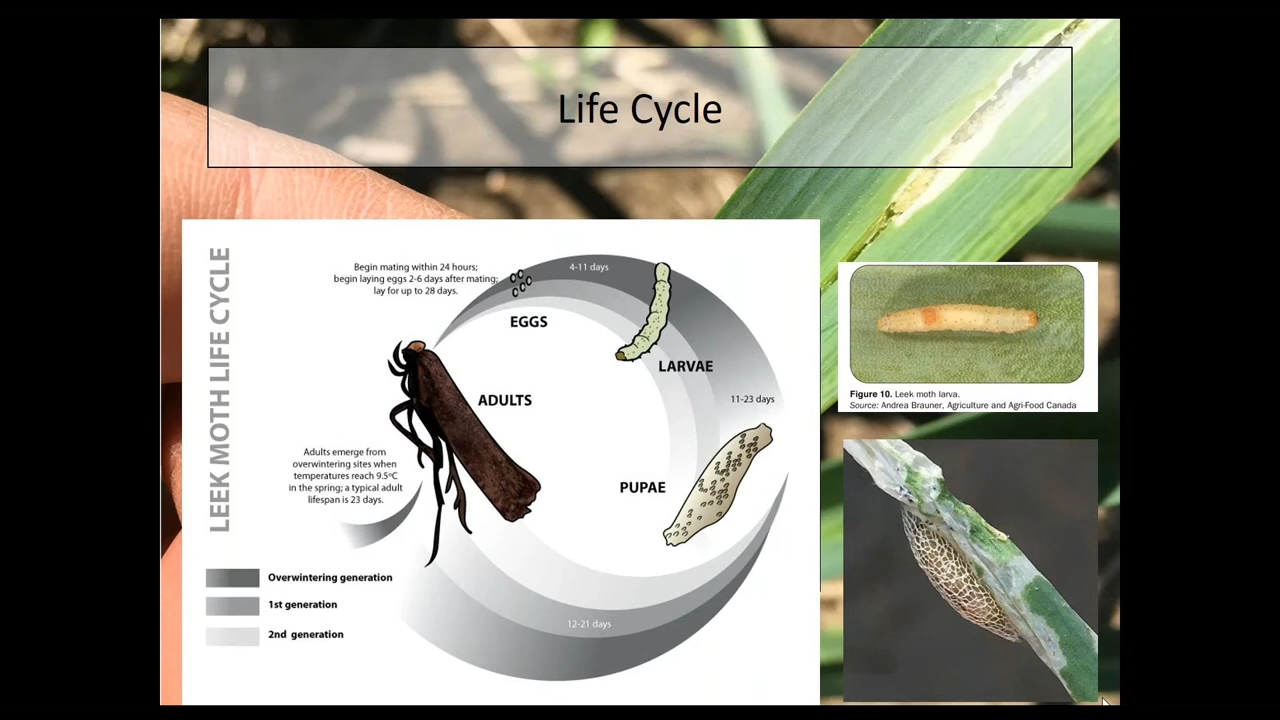 Life Cycle
LEEK MOTH LIFE CYCLE
Begin mating within 24 hours;
begin laying eggs 2-6 days after mating;
lay for up to 28 days.
4-11 days
EGGS
LARVAE
ADULTS
11-23 days
Adults emerge from
overwintering sites when
temperatures reach 9.5ºC
in the spring; a typical adult
lifespan is 23 days.
PUPAE
Overwintering generation
1st generation
2nd generation
12-21 days
Figure 10. Leek moth larva.
Source: Andrea Brauner, Agriculture and Agri-Food Canada